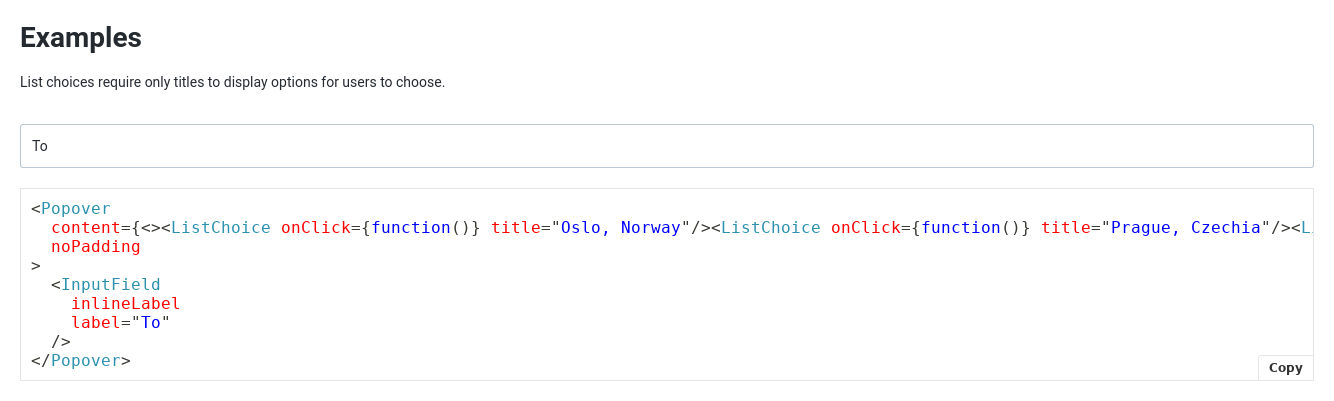 Examples
List choices require only titles to display options for users to choose.
To
<Popover
  content={<><ListChoice onClick={function()} title="Oslo, Norway"/><ListChoice onClick={function()} title="Prague, Czechia"/><L
  noPadding
>
  <InputField
    inlineLabel
    label="To"
  />
</Popover>
Copy